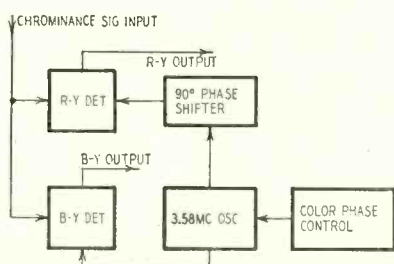 CHROMINANCE SIG INPUT
R-Y OUTPUT
R-Y DET
90° PHASE
SHIFTER
B-Y OUTPUT
B-Y DET
3.58MC OSC
COLOR PHASE
CONTROL